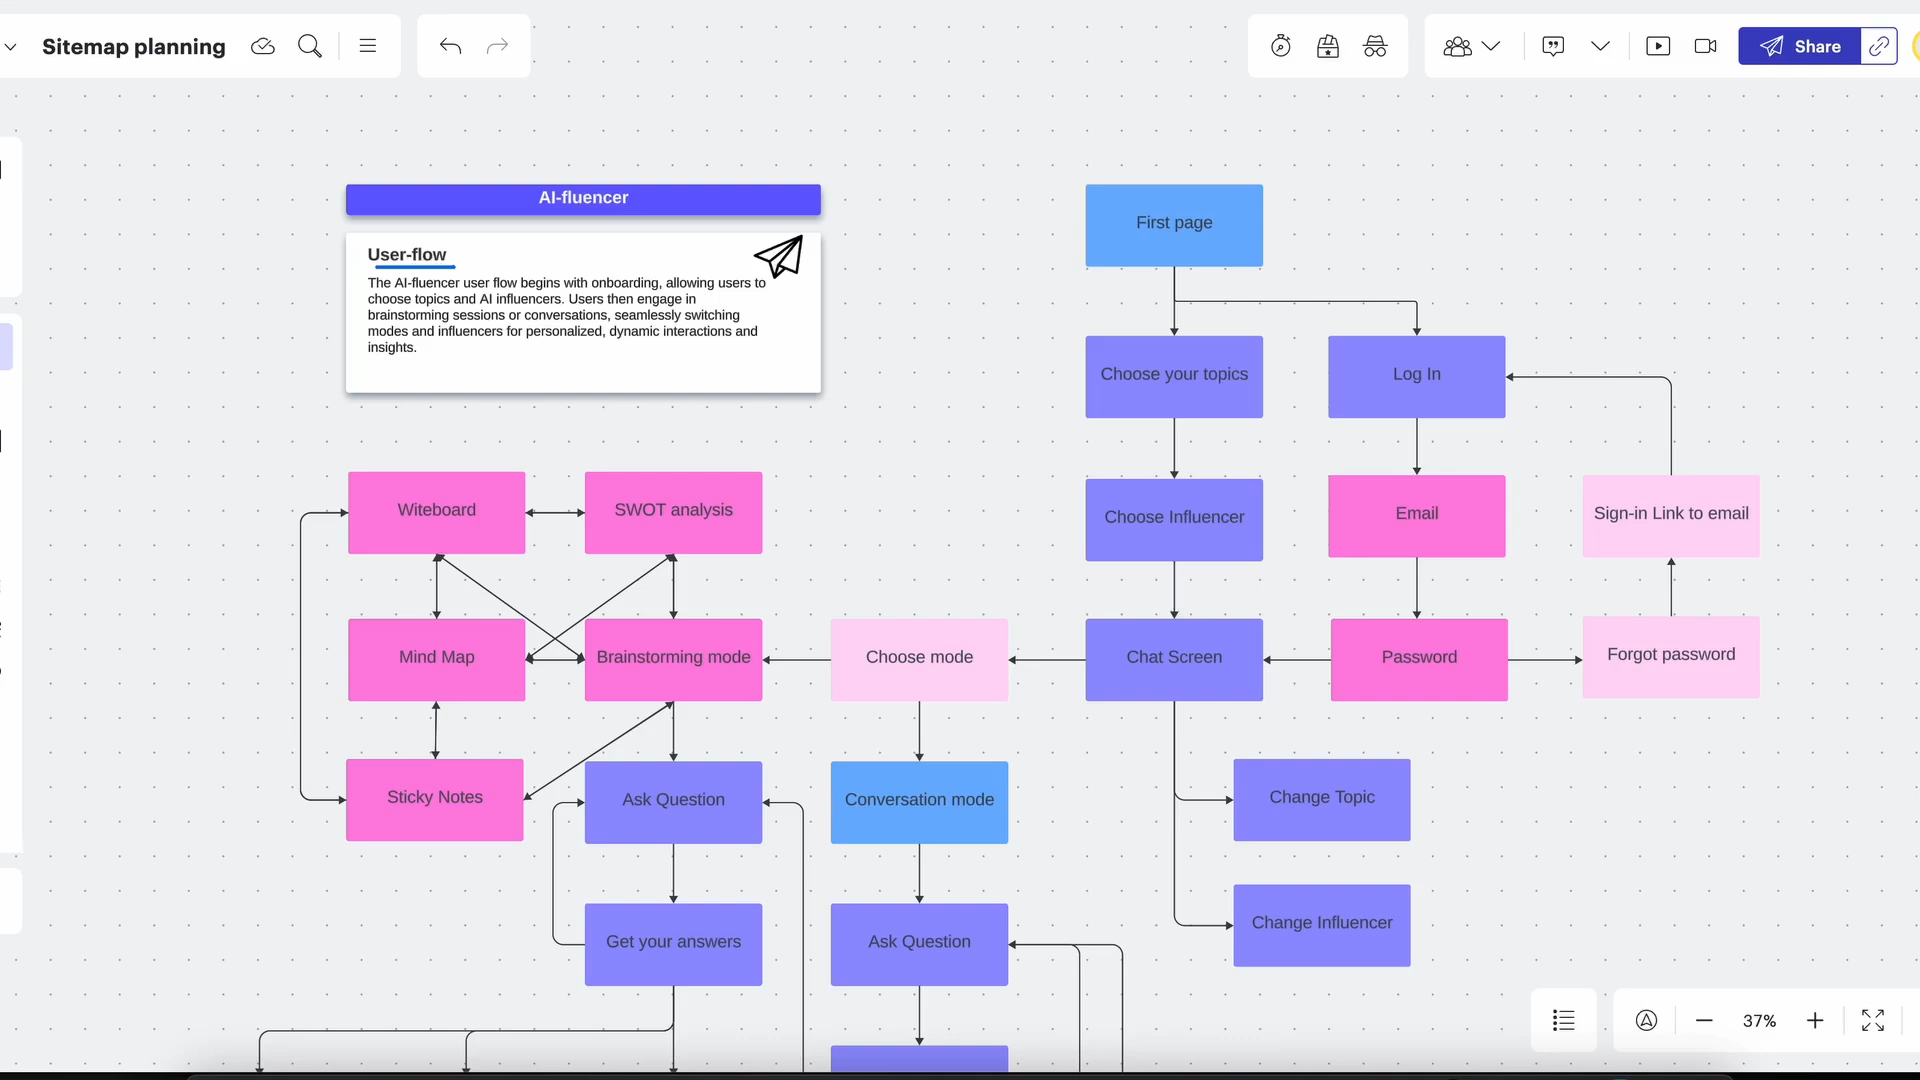 Sitemap planning
Share
AI-fluencer
User-flow
The AI-fluencer user flow begins with onboarding, allowing users to
choose topics and AI influencers. Users then engage in
brainstorming sessions or conversations, seamlessly switching
modes and influencers for personalized, dynamic interactions and
insights.
First page
Choose your topics
Log In
Witeboard
SWOT analysis
Choose Influencer
Email
Sign-in Link to email
Mind Map
Brainstorming mode
Choose mode
Chat Screen
Password
Forgot password
Sticky Notes
Ask Question
Conversation mode
Change Topic
Get your answers
Ask Question
Change Influencer
37%